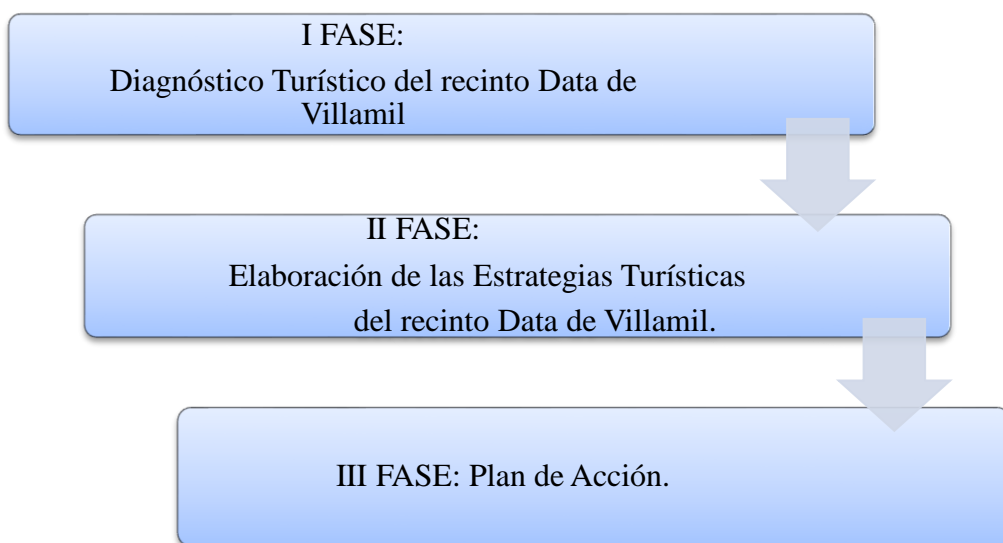 I FASE:
Diagnóstico Turístico del recinto Data de
Villamil
II FASE:
Elaboración de las Estrategias Turísticas
del recinto Data de Villamil.
III FASE: Plan de Acción.